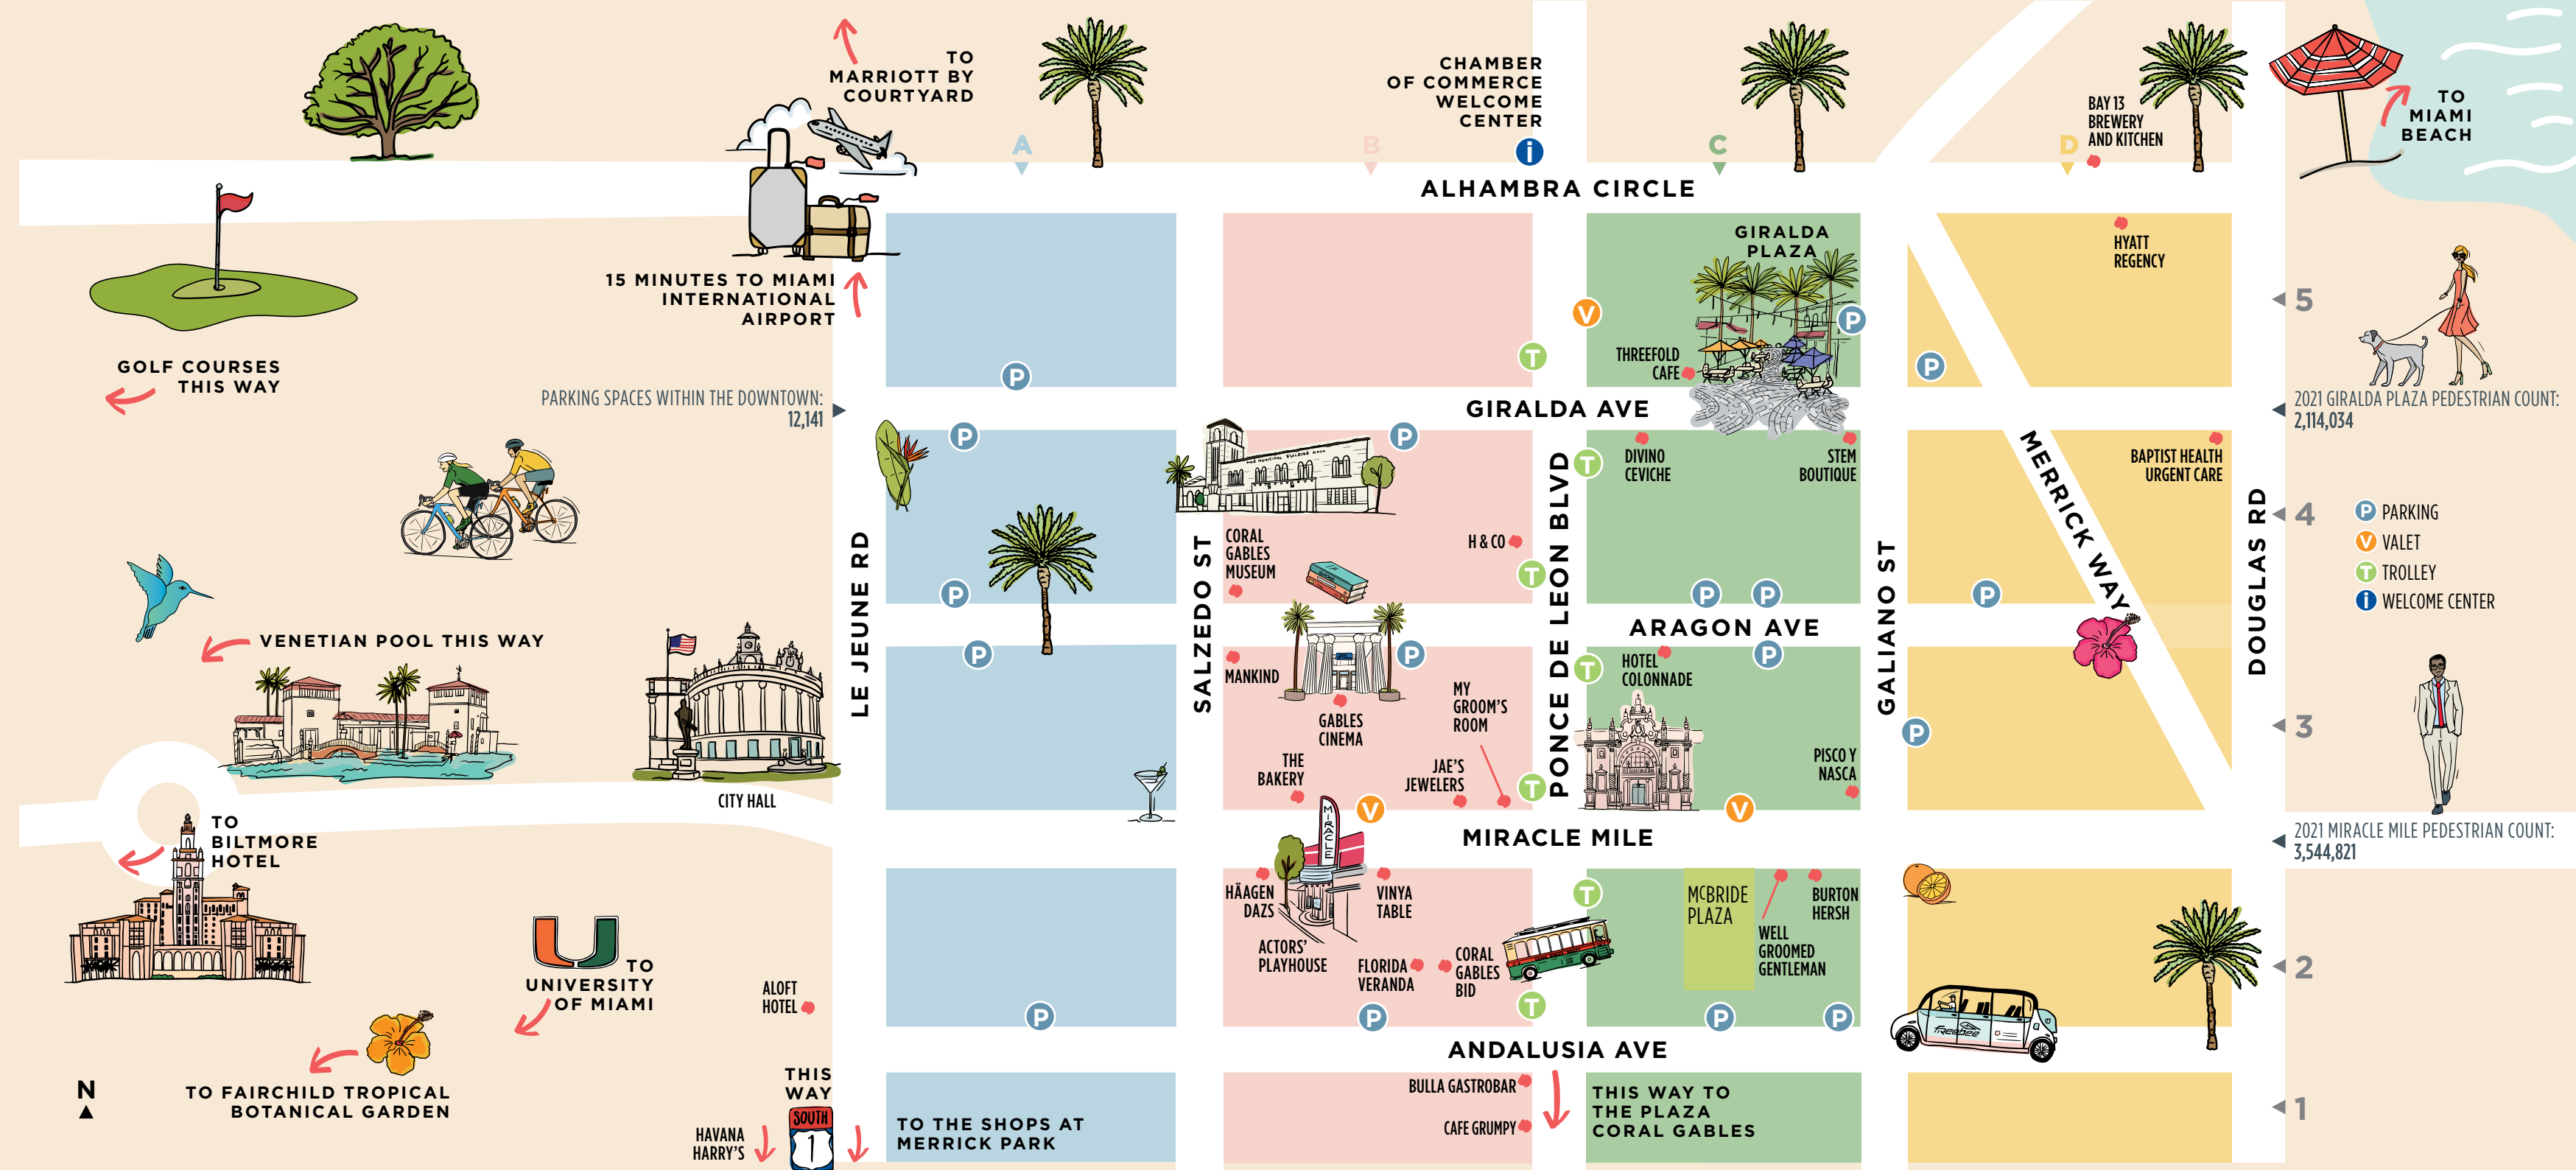 TO
MARRIOTT BY
COURTYARD
CHAMBER
OF COMMERCE
WELCOME
CENTER
i
A
B
C
D
BAY 13
BREWERY
AND KITCHEN
TO
MIAMI
BEACH
ALHAMBRA CIRCLE
GIRALDA
PLAZA
HYATT
REGENCY
15 MINUTES TO MIAMI
INTERNATIONAL
AIRPORT
5
V
P
T
THREEFOLD
CAFE
P
P
GOLF COURSES
THIS WAY
PARKING SPACES WITHIN THE DOWNTOWN:
12,141
GIRALDA AVE
2021 GIRALDA PLAZA PEDESTRIAN COUNT:
2,114,034
P
P
T
DIVINO
CEVICHE
STEM
BOUTIQUE
BAPTIST HEALTH
URGENT CARE
MERRICK WAY
4
P PARKING
V VALET
T TROLLEY
i WELCOME CENTER
CORAL
GABLES
MUSEUM
H & CO
T
P
P
P
P
LE JEUNE RD
SALZEDO ST
PONCE DE LEON BLVD
GALIANO ST
DOUGLAS RD
ARAGON AVE
VENETIAN POOL THIS WAY
P
P
T
P
MANKIND
HOTEL
COLONNADE
MY
GROOM'S
ROOM
GABLES
CINEMA
P
3
THE
BAKERY
JAE'S
JEWELERS
PISCO Y
NASCA
T
V
V
CITY HALL
MIRACLE
MIRACLE MILE
2021 MIRACLE MILE PEDESTRIAN COUNT:
3,544,821
TO
BILTMORE
HOTEL
HÄAGEN
DAZS
VINYA
TABLE
T
MCBRIDE
PLAZA
BURTON
HERSH
WELL
GROOMED
GENTLEMAN
ACTORS'
PLAYHOUSE
FLORIDA
VERANDA
CORAL
GABLES
BID
2
U
TO
UNIVERSITY
OF MIAMI
ALOFT
HOTEL
P
P
T
P
P
freebee
ANDALUSIA AVE
N
TO FAIRCHILD TROPICAL
BOTANICAL GARDEN
THIS
WAY
SOUTH
1
HAVANA
HARRY'S
TO THE SHOPS AT
MERRICK PARK
BULLA GASTROBAR
CAFE GRUMPY
THIS WAY TO
THE PLAZA
CORAL GABLES
1